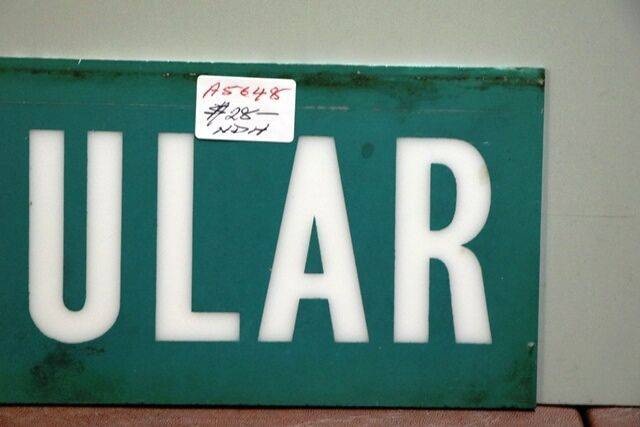 A5648
$28-
NDH
ULAR